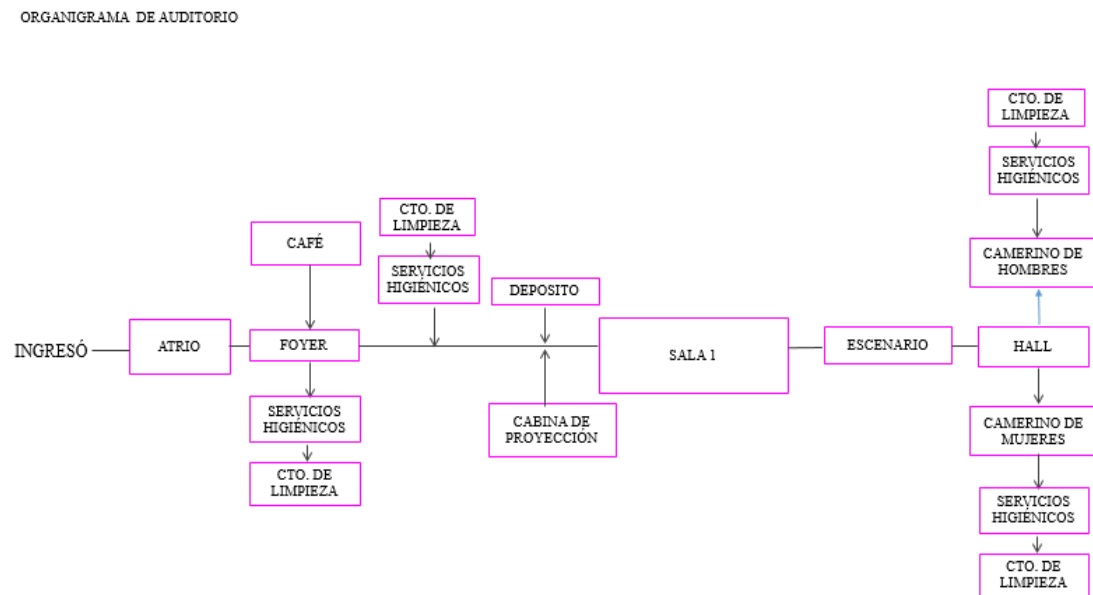 ORGANIGRAMA DE AUDITORIO
CTO. DE
LIMPIEZA
SERVICIOS
HIGIÉNICOS
CAMERINO DE
HOMBRES
CTO. DE
LIMPIEZA
CAFÉ
SERVICIOS
HIGIÉNICOS
DEPOSITO
INGRESÓ
ATRIO
FOYER
SALA 1
ESCENARIO
HALL
SERVICIOS
HIGIÉNICOS
CABINA DE
PROYECCIÓN
CAMERINO DE
MUJERES
CTO. DE
LIMPIEZA
SERVICIOS
HIGIÉNICOS
CTO. DE
LIMPIEZA